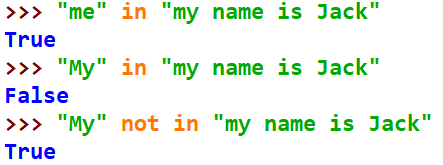 >>> "me" in "my name is Jack"
True
>>> "My" in "my name is Jack"
False
>>> "My" not in "my name is Jack"
True